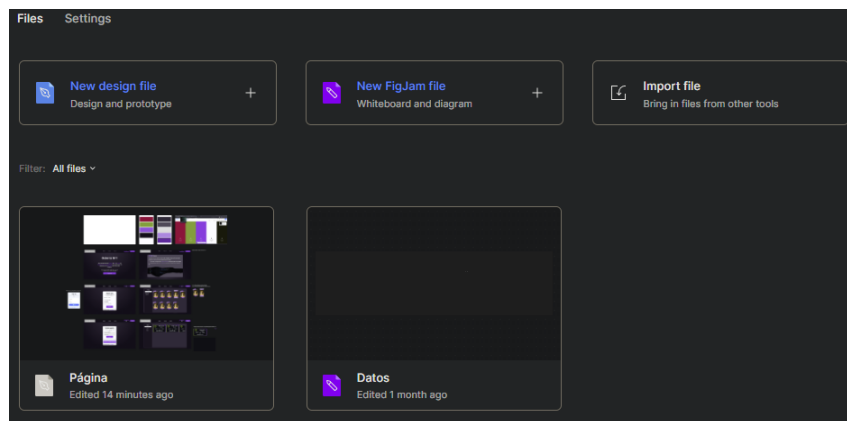 Files Settings
New design file
Design and prototype
New FigJam file
Whiteboard and diagram
Import file
Bring in files from other tools
Filter: All files
Página
Edited 14 minutes ago
Datos
Edited 1 month ago